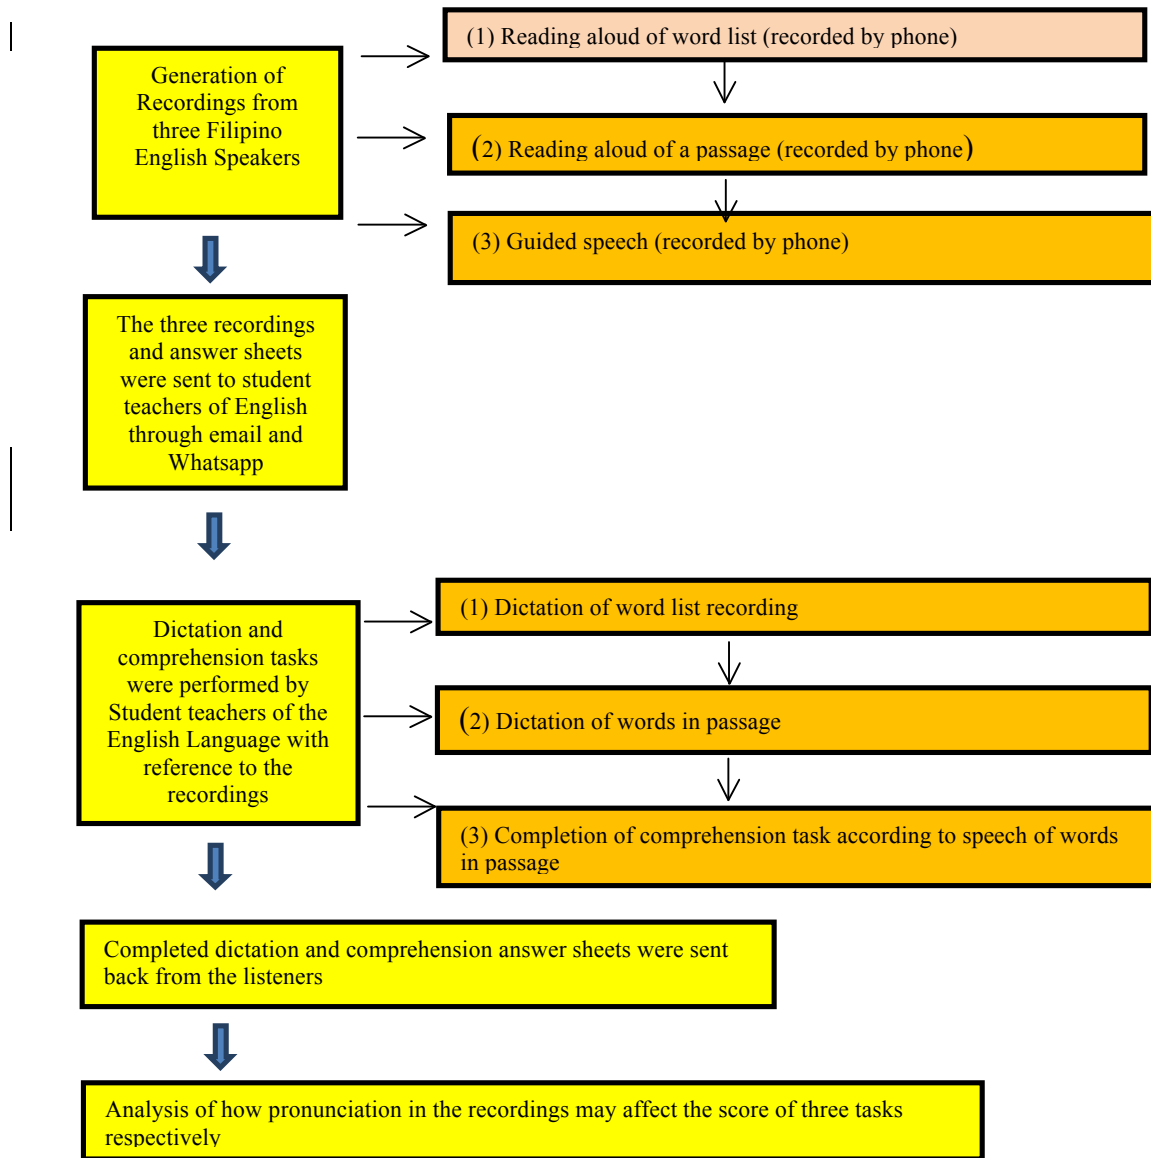 Generation of
Recordings from
three Filipino
English Speakers
(1) Reading aloud of word list (recorded by phone)
(2) Reading aloud of a passage (recorded by phone)
(3) Guided speech (recorded by phone)
The three recordings
and answer sheets
were sent to student
teachers of English
through email and
Whatsapp
Dictation and
comprehension tasks
were performed by
Student teachers of the
English Language with
reference to the
recordings
(1) Dictation of word list recording
(2) Dictation of words in passage
(3) Completion of comprehension task according to speech of words
in passage
Completed dictation and comprehension answer sheets were sent
back from the listeners
Analysis of how pronunciation in the recordings may affect the score of three tasks
respectively